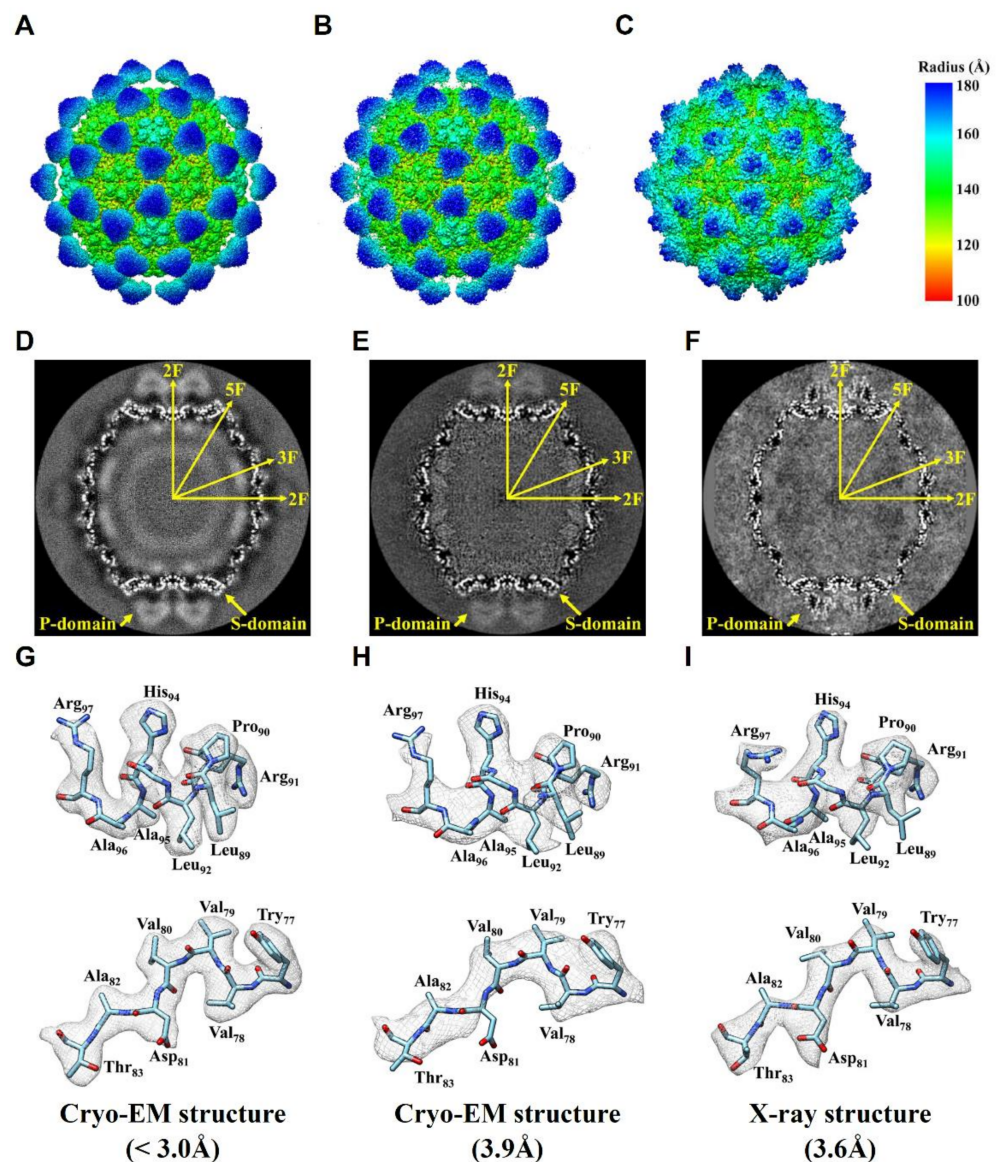 A
B
C
Radius (Å)
180
160
140
120
100
D
E
F
2F
5F
3F
2F
P-domain
S-domain
2F
5F
3F
2F
P-domain
S-domain
2F
5F
3F
2F
P-domain
S-domain
G
H
I
Arg97
His94
Pro90
Arg91
Ala96
Ala95
Leu92
Leu89
Arg97
His94
Pro90
Arg91
Ala96
Ala95
Leu92
Leu89
Arg97
His94
Pro90
Arg91
Ala96
Ala95
Leu92
Leu89
Val80
Val79
Try77
Ala82
Val78
Thr83
Asp81
Val80
Val79
Try77
Ala82
Val78
Thr83
Asp81
Val80
Val79
Try77
Ala82
Val78
Thr83
Asp81
Cryo-EM structure
(< 3.0Å)
Cryo-EM structure
(3.9Å)
X-ray structure
(3.6Å)